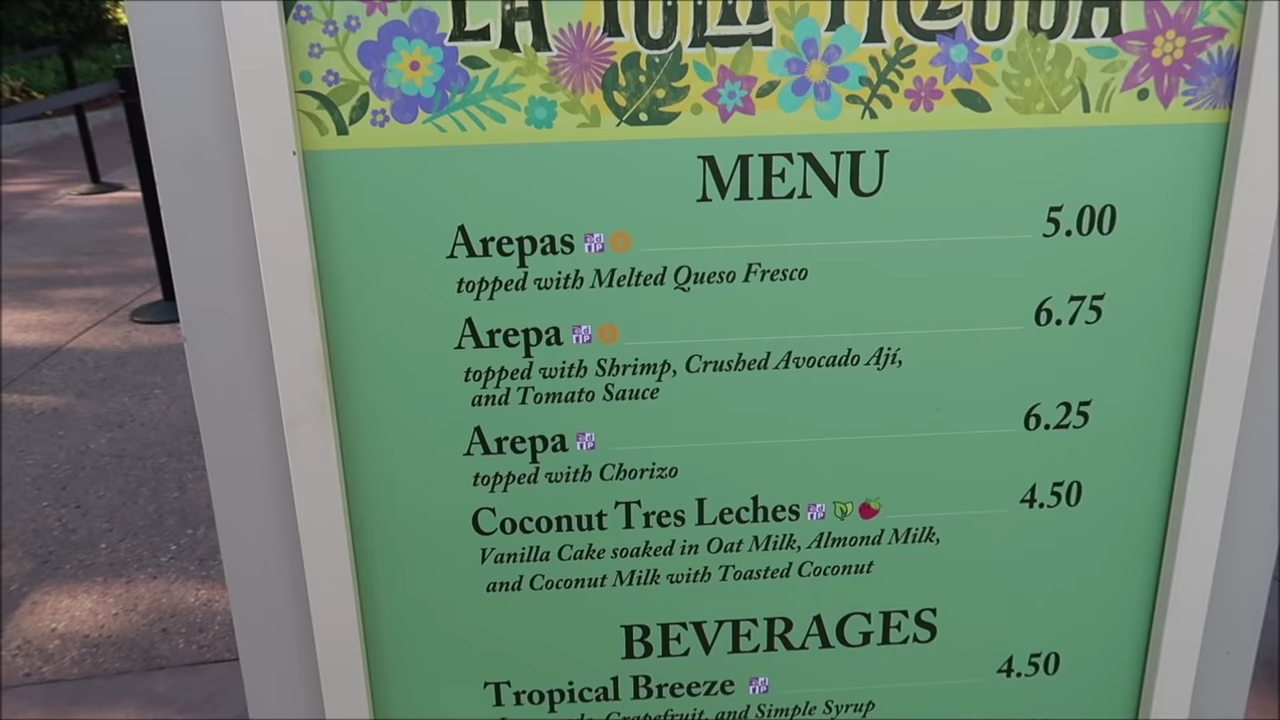 MENU
Arepas 5.00
topped with Melted Queso Fresco
Arepa 6.75
topped with Shrimp, Crushed Avocado Ají,
and Tomato Sauce
Arepa 6.25
topped with Chorizo
Coconut Tres Leches 4.50
Vanilla Cake soaked in Oat Milk, Almond Milk,
and Coconut Milk with Toasted Coconut
BEVERAGES
Tropical Breeze 4.50
Grapefruit, and Simple Syrup